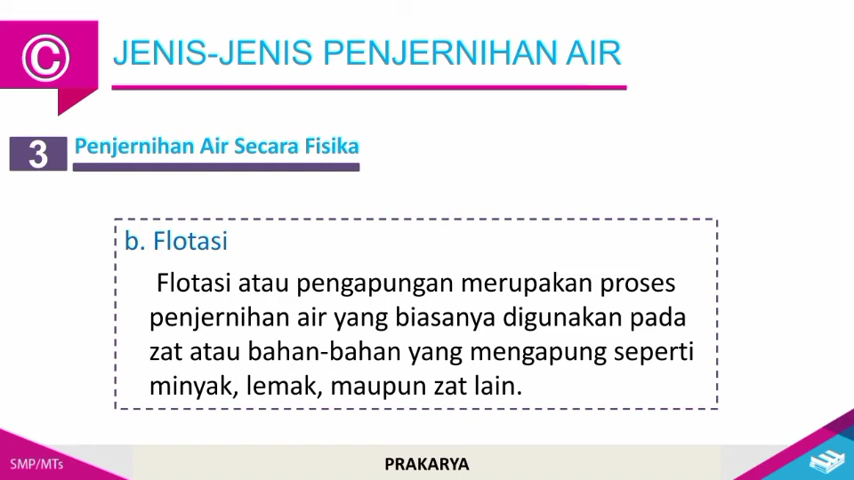 ©
JENIS-JENIS PENJERNIHAN AIR
3
Penjernihan Air Secara Fisika
b. Flotasi
Flotasi atau pengapungan merupakan proses
penjernihan air yang biasanya digunakan pada
zat atau bahan-bahan yang mengapung seperti
minyak, lemak, maupun zat lain.
SMP/MTs
PRAKARYA